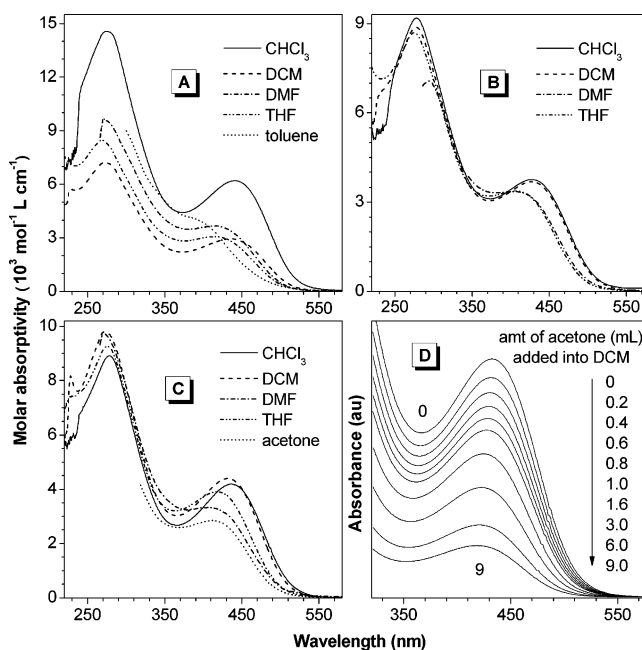 Molar absorptivity (10³ mol⁻¹ L cm⁻¹)
15
12
9
6
3
0
A
CHCl₃
DCM
DMF
THF
toluene
250 350 450 550
9
6
3
0
B
CHCl₃
DCM
DMF
THF
250 350 450 550
10
8
6
4
2
0
C
CHCl₃
DCM
DMF
THF
acetone
250 350 450 550
Absorbance (au)
D
amt of acetone (mL)
added into DCM
0
0.2
0.4
0.6
0.8
1.0
1.6
3.0
6.0
9.0
0
9
350 450 550
Wavelength (nm)